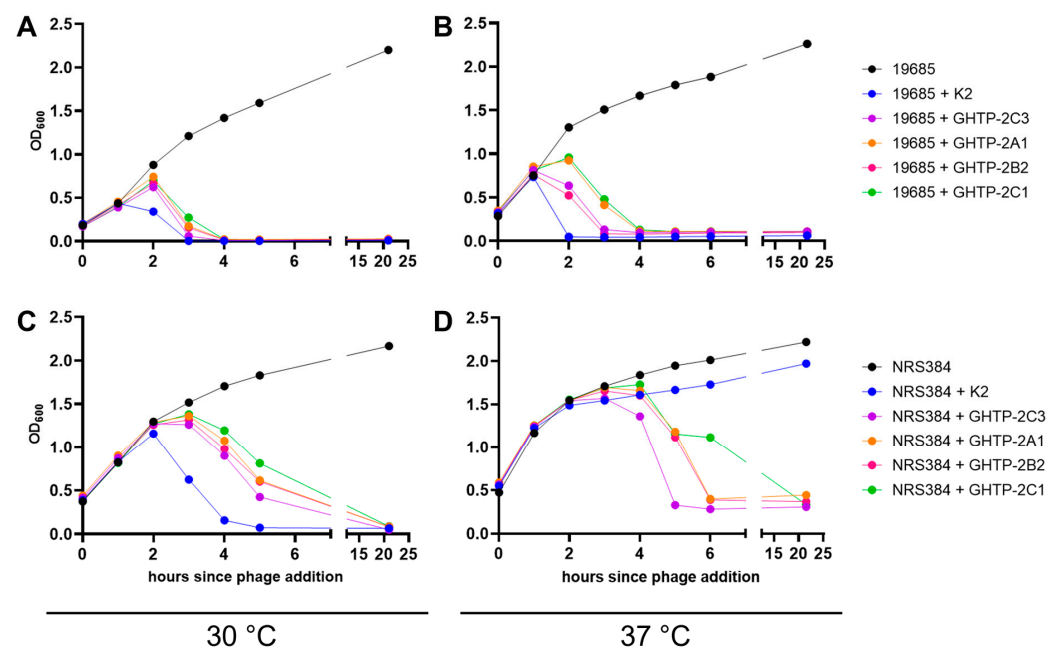 A
2.5
2.0
1.5
1.0
0.5
0.0
OD600
0 2 4 6 15 20 25
B
2.5
2.0
1.5
1.0
0.5
0.0
0 2 4 6 15 20 25
19685
19685 + K2
19685 + GHTP-2C3
19685 + GHTP-2A1
19685 + GHTP-2B2
19685 + GHTP-2C1
C
2.5
2.0
1.5
1.0
0.5
0.0
OD600
0 2 4 6 15 20 25
hours since phage addition
D
2.5
2.0
1.5
1.0
0.5
0.0
0 2 4 6 15 20 25
hours since phage addition
NRS384
NRS384 + K2
NRS384 + GHTP-2C3
NRS384 + GHTP-2A1
NRS384 + GHTP-2B2
NRS384 + GHTP-2C1
30 °C
37 °C